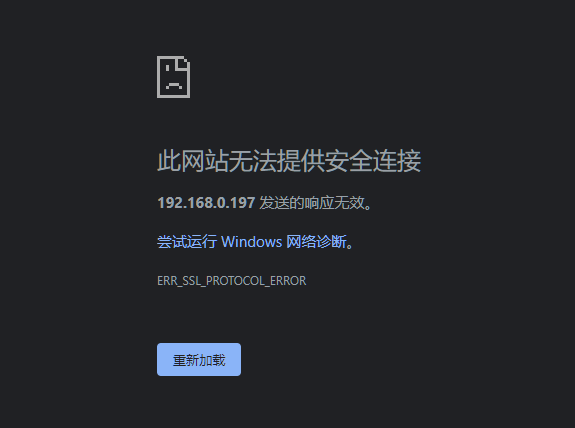 此网站无法提供安全连接
192.168.0.197 发送的响应无效。
尝试运行 Windows 网络诊断。
ERR_SSL_PROTOCOL_ERROR
重新加载